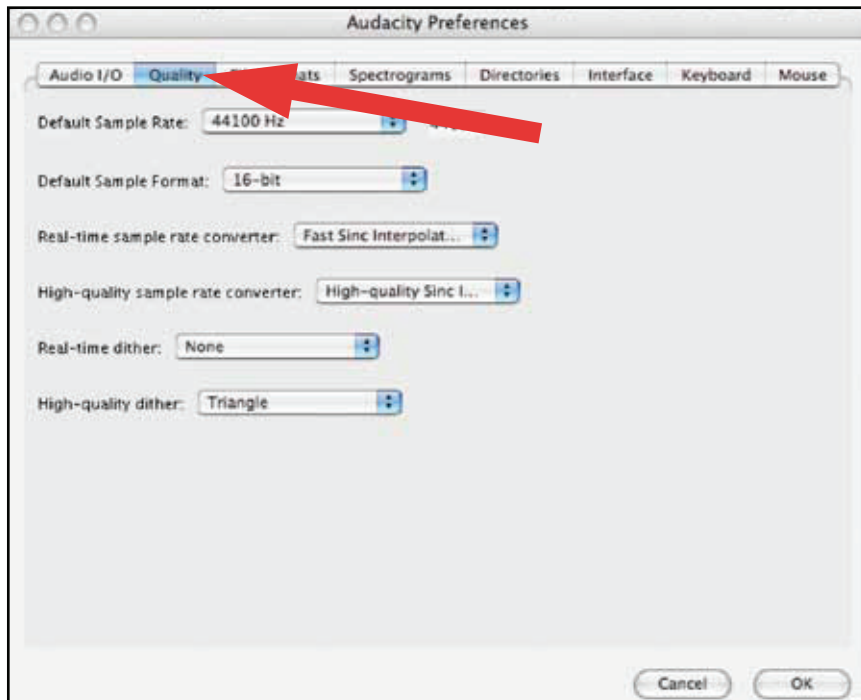 Audacity Preferences
Audio I/O Quality ats Spectrograms Directories Interface Keyboard Mouse
Default Sample Rate: 44100 Hz
Default Sample Format: 16-bit
Real-time sample rate converter: Fast Sinc Interpolat...
High-quality sample rate converter: High-quality Sinc I...
Real-time dither: None
High-quality dither: Triangle
Cancel OK